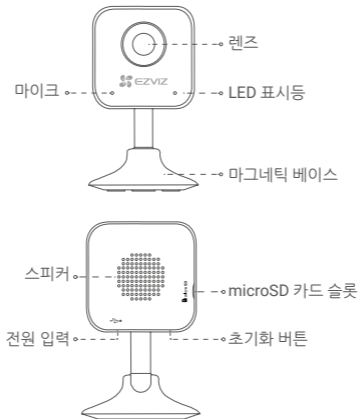 렌즈
EZVIZ
마이크
LED 표시등
마그네틱 베이스
스피커
microSD 카드 슬롯
전원 입력
초기화 버튼